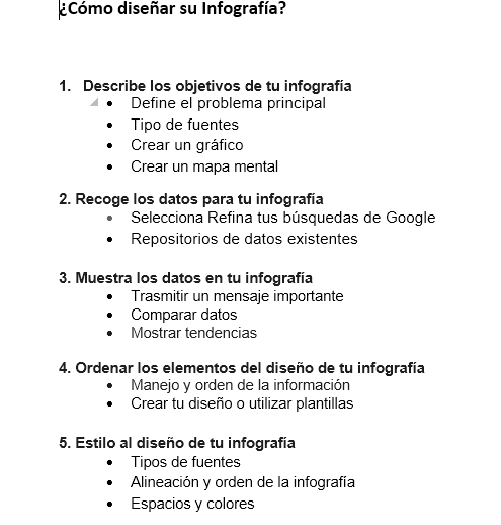 ¿Cómo diseñar su Infografía?
1. Describe los objetivos de tu infografía
• Define el problema principal
• Tipo de fuentes
• Crear un gráfico
• Crear un mapa mental
2. Recoge los datos para tu infografía
• Selecciona Refina tus búsquedas de Google
• Repositorios de datos existentes
3. Muestra los datos en tu infografía
• Trasmitir un mensaje importante
• Comparar datos
• Mostrar tendencias
4. Ordenar los elementos del diseño de tu infografía
• Manejo y orden de la información
• Crear tu diseño o utilizar plantillas
5. Estilo al diseño de tu infografía
• Tipos de fuentes
• Alineación y orden de la infografía
• Espacios y colores